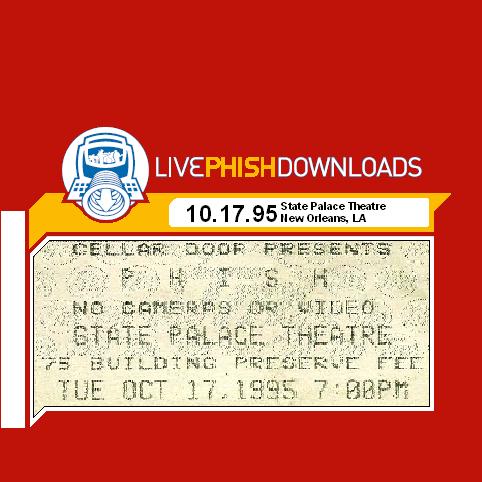 LIVEPHISHDOWNLOADS
10.17.95 State Palace Theatre
New Orleans, LA
CELLAR DOOR PRESENTS
P H I S H
NO CAMERAS OR VIDEO
STATE PALACE THEATRE
75 BUILDING PRESERVE FEE
TUE OCT 17,1995 7:00PM